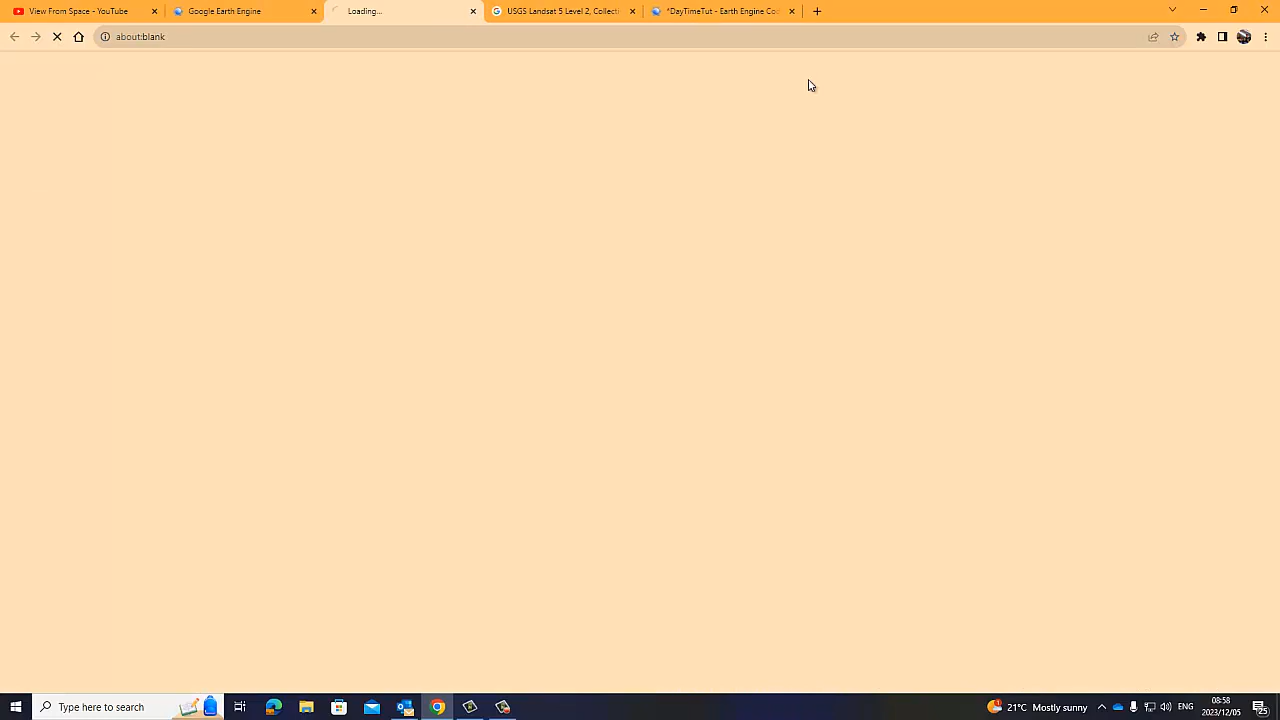 View From Space - YouTube
Google Earth Engine
Loading...
USGS Landsat 5 Level 2, Collecti
*DayTimeTut - Earth Engine Co
about:blank
Type here to search
21°C Mostly sunny
ENG
08:58
2023/12/05